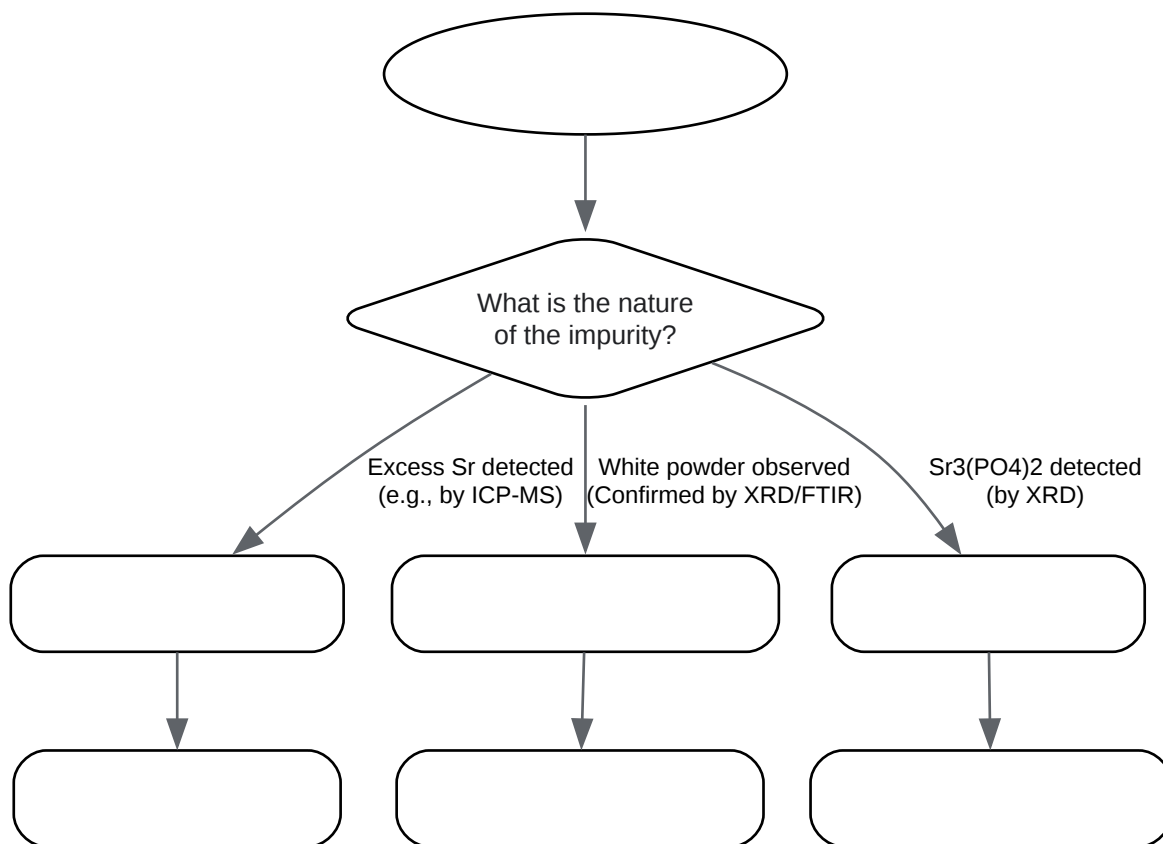 What is the nature
of the impurity?
Excess Sr detected
(e.g., by ICP-MS)
White powder observed
(Confirmed by XRD/FTIR)
Sr3(PO4)2 detected
(by XRD)